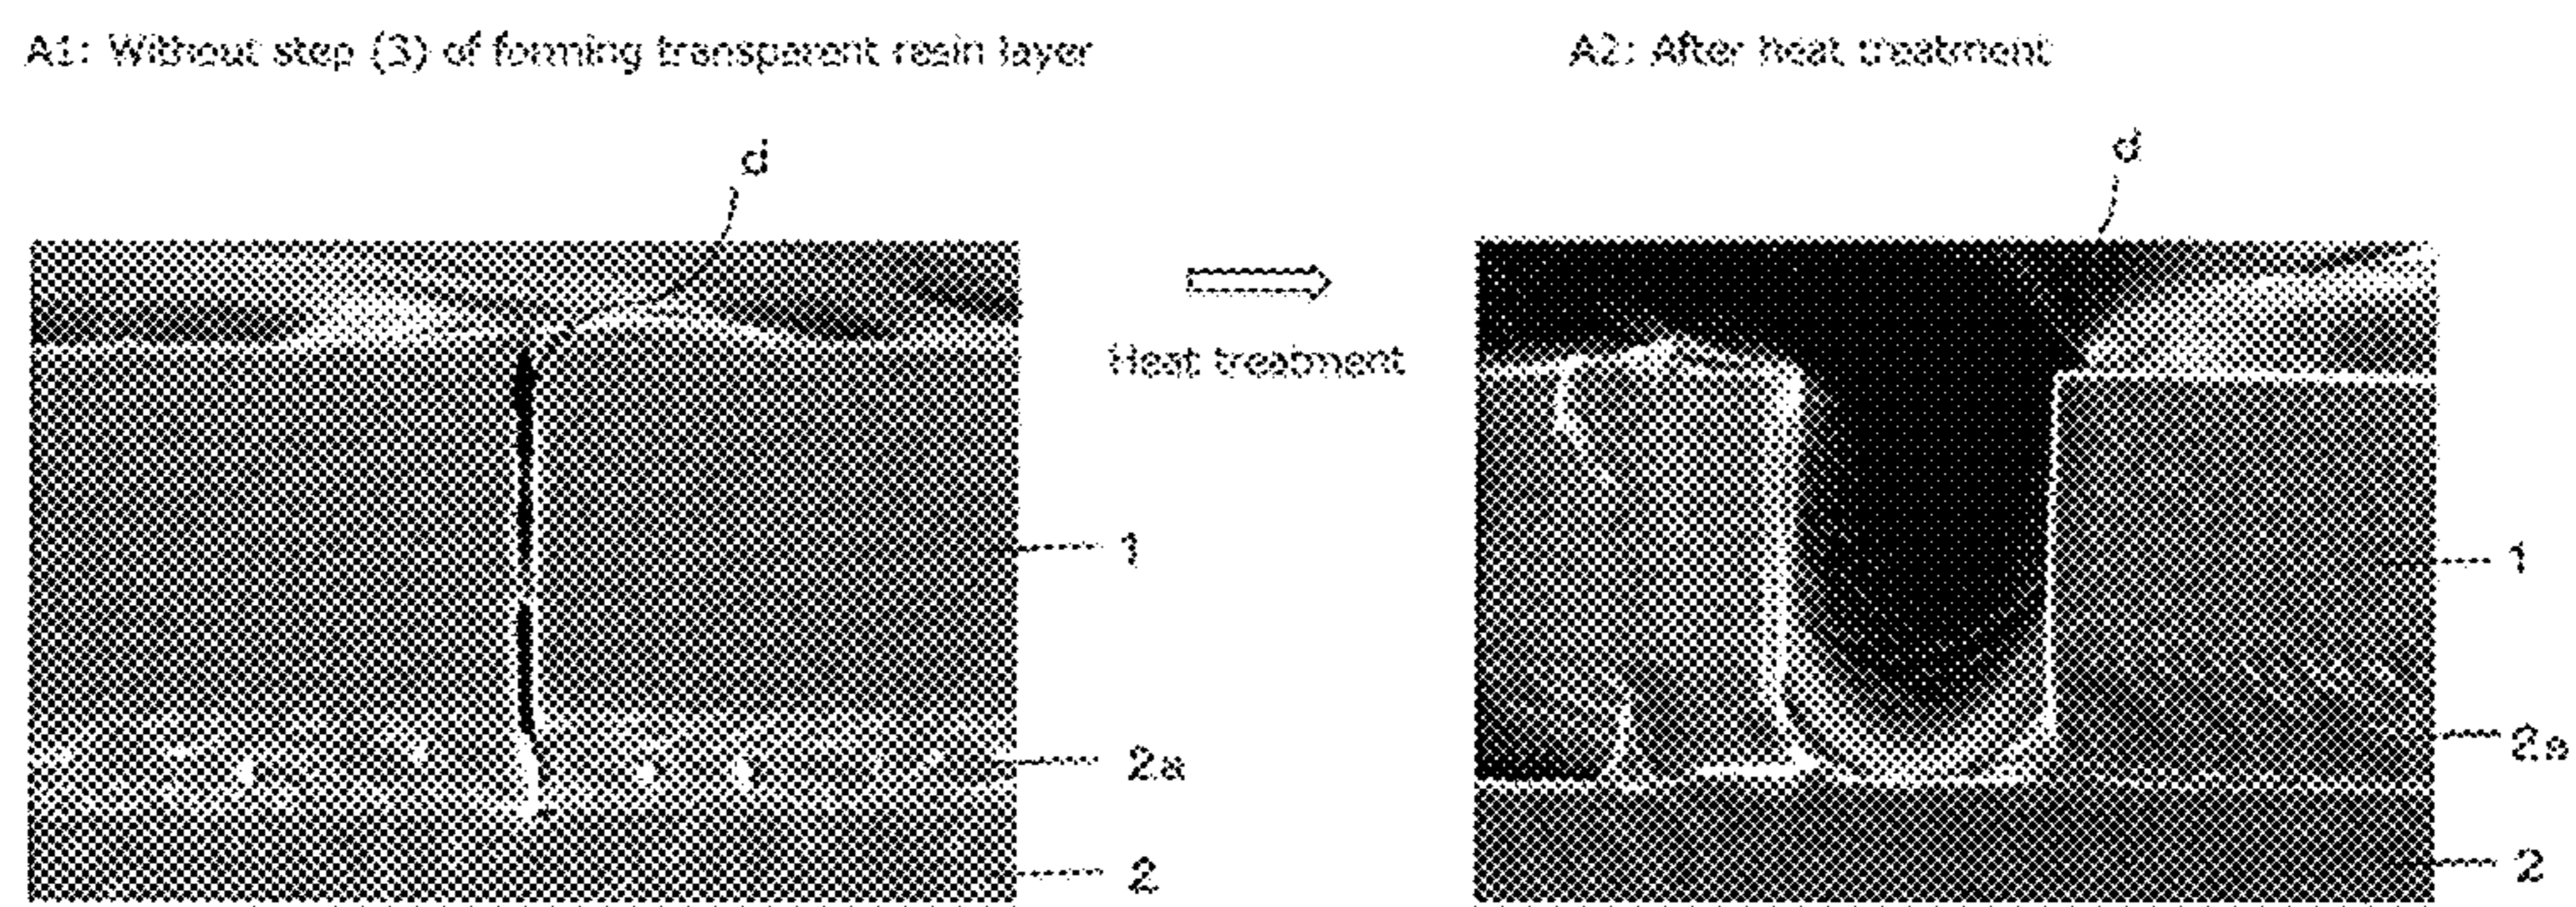 A1: Without step (3) of forming transparent resin layer
A2: After heat treatment
d
d
Heat treatment
1
1
2a
2a
2
2